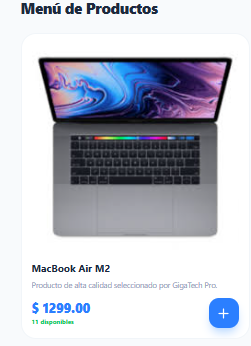 Menú de Productos
MacBook Air M2
Producto de alta calidad seleccionado por GigaTech Pro.
$ 1299.00
11 disponibles
+